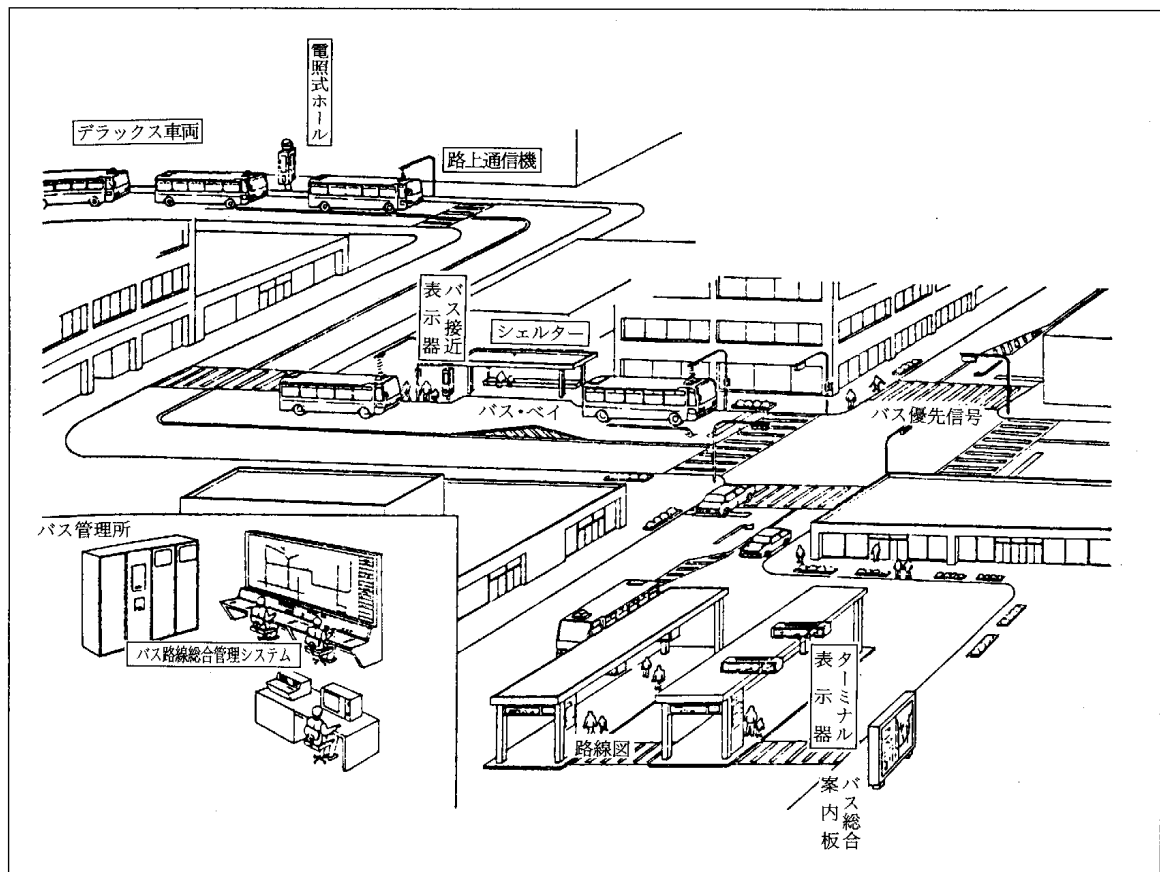 電照式ホール
デラックス車両
路上通信機
バス接近
表示器
シェルター
バス・ベイ
バス優先信号
バス管理所
バス路線総合管理システム
ターミナル
表示器
路線図
バス総合
案内板